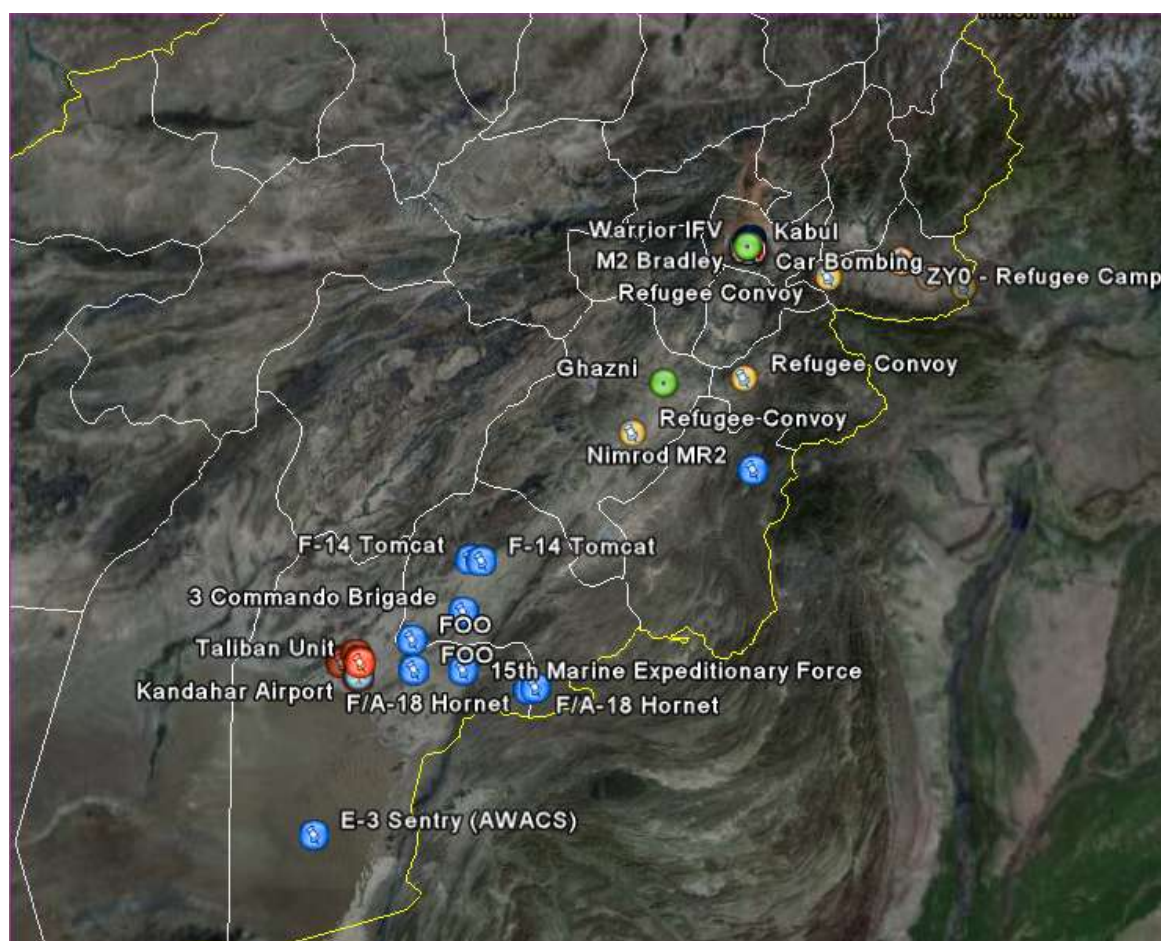 Warrior IFV
Kabul
M2 Bradley
Car Bombing
ZY0 - Refugee Camp
Refugee Convoy
Ghazni
Refugee Convoy
Refugee Convoy
Nimrod MR2
F-14 Tomcat
F-14 Tomcat
3 Commando Brigade
FOO
Taliban Unit
FOO
15th Marine Expeditionary Force
Kandahar Airport
F/A-18 Hornet
F/A-18 Hornet
E-3 Sentry (AWACS)